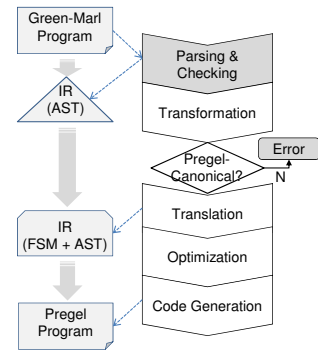 Green-Marl
Program
Parsing &
Checking
IR
(AST)
Transformation
Error
Pregel-
Canonical?
N
Translation
IR
(FSM + AST)
Optimization
Pregel
Program
Code Generation